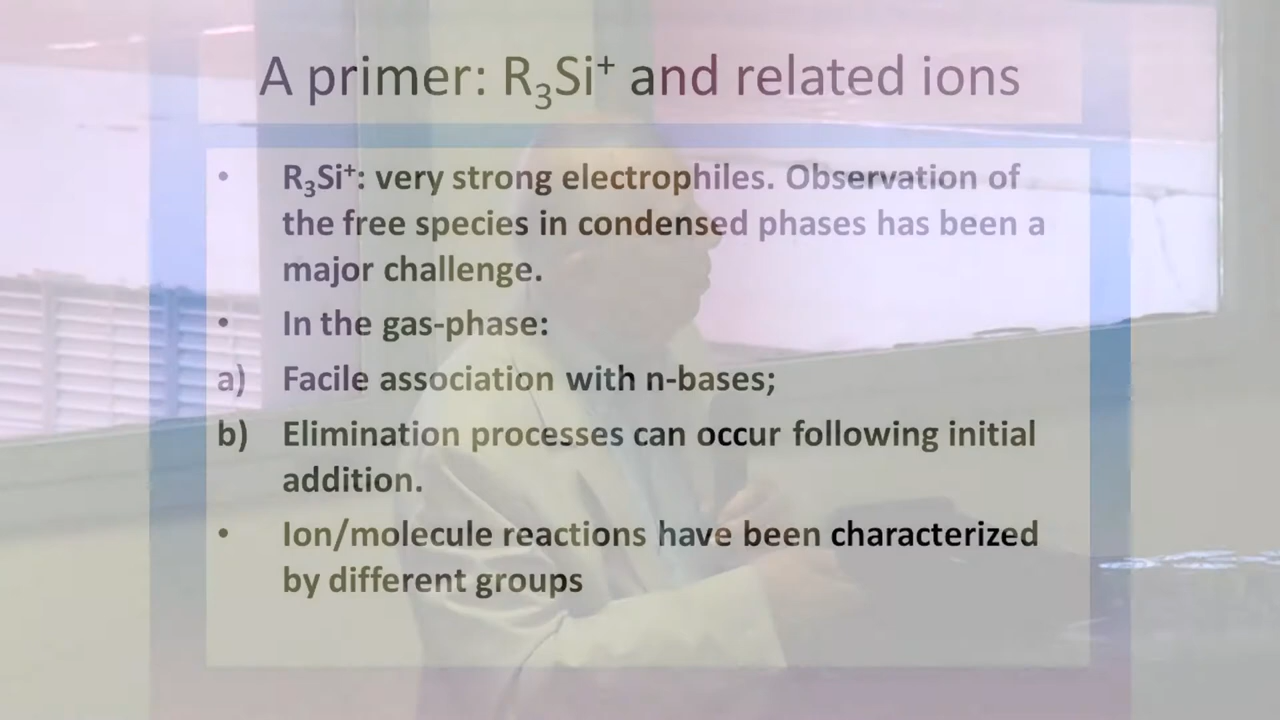 A primer: R₃Si⁺ and related ions
• R₃Si⁺: very strong electrophiles. Observation of
the free species in condensed phases has been a
major challenge.
• In the gas-phase:
a) Facile association with n-bases;
b) Elimination processes can occur following initial
addition.
• Ion/molecule reactions have been characterized
by different groups